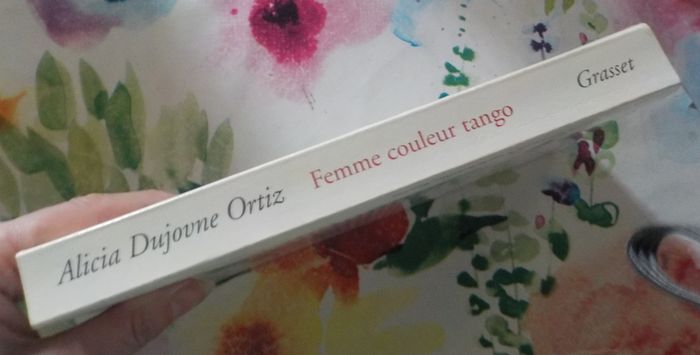 Alicia Dujovne Ortiz Femme couleur tango Grasset